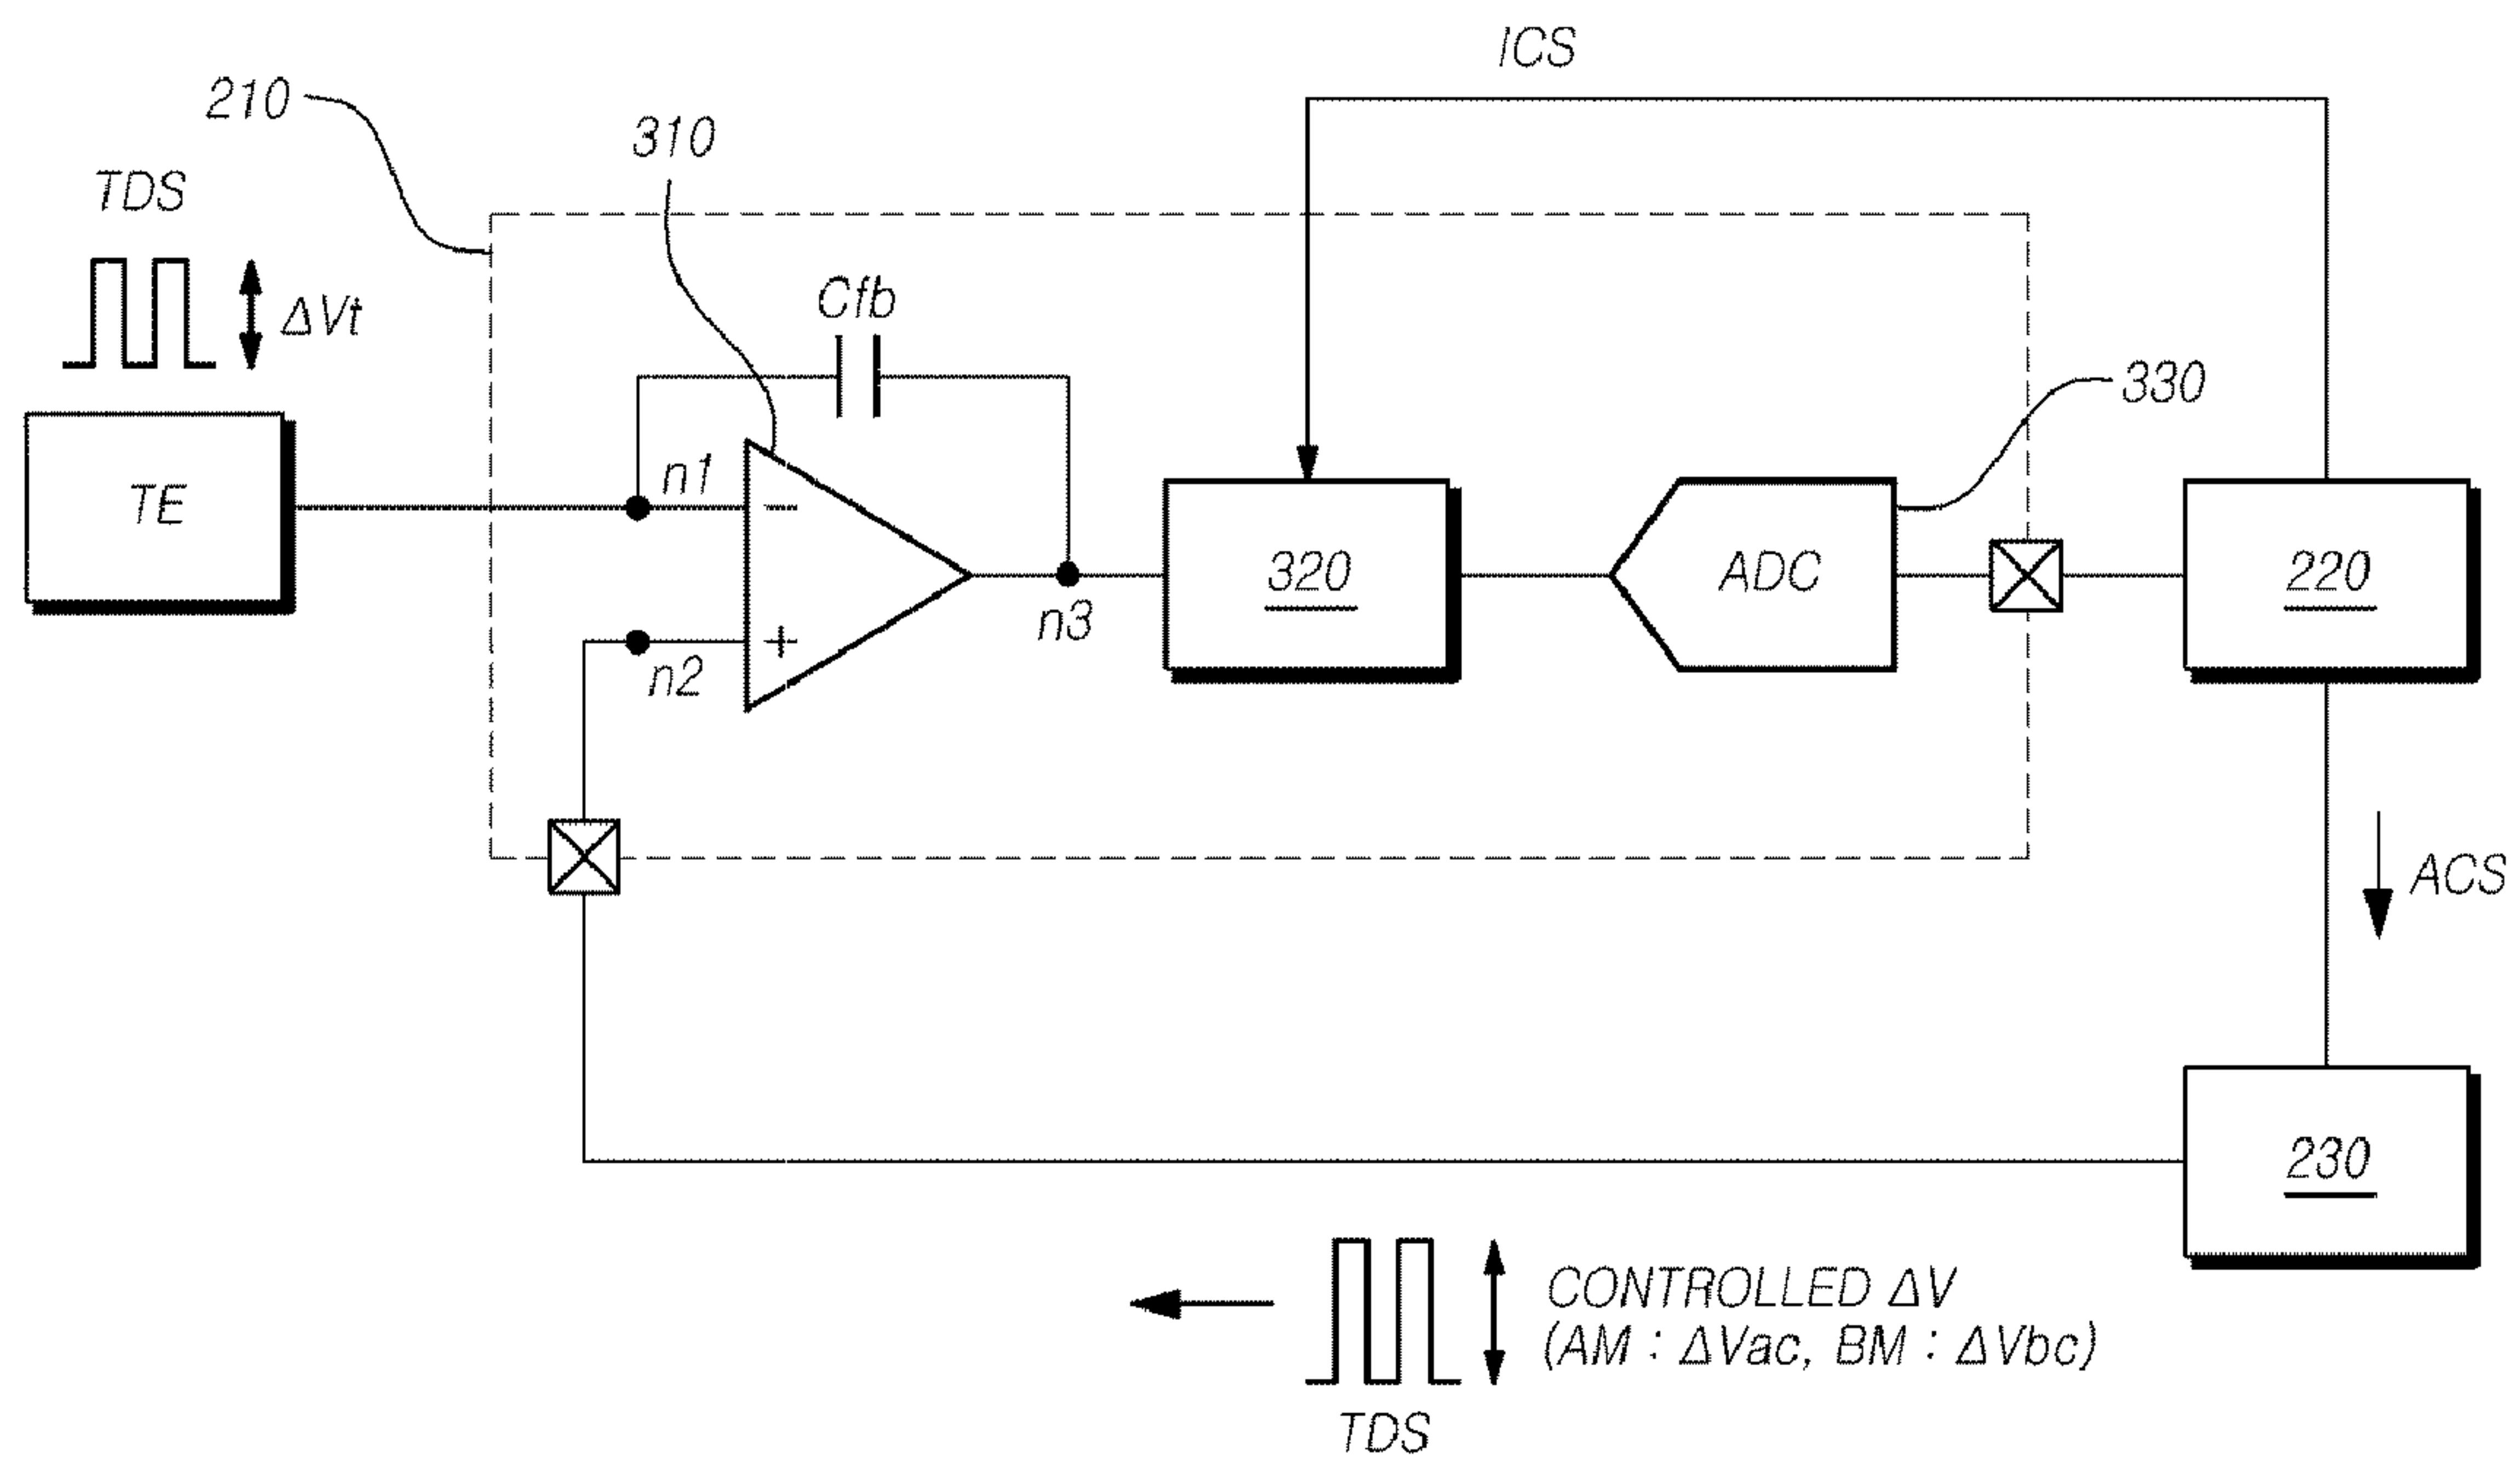 ICS
210
310
TDS
Cfb
ΔVt
330
n1
TE
−
320
ADC
220
n3
+
n2
ACS
230
CONTROLLED ΔV
(AM : ΔVac, BM : ΔVbc)
TDS